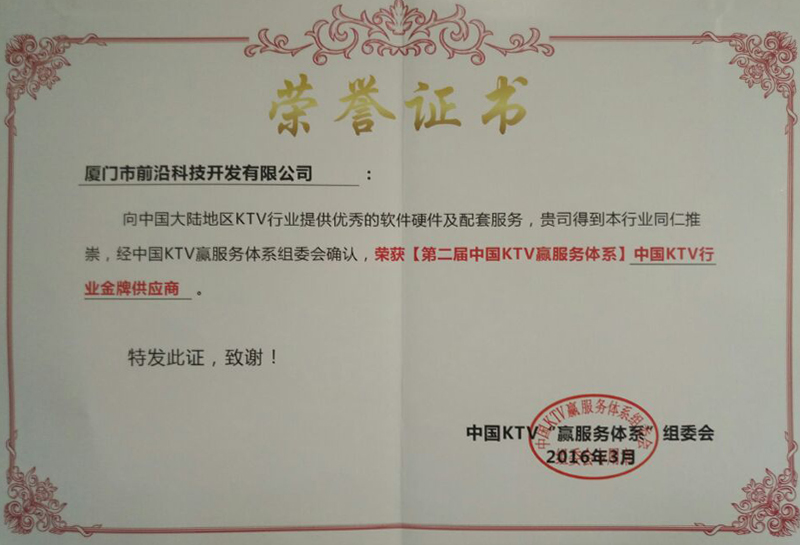 荣誉证书
厦门市前沿科技开发有限公司：
向中国大陆地区KTV行业提供优秀的软件硬件及配套服务，贵司得到本行业同仁推
崇，经中国KTV赢服务体系组委会确认，荣获【第二届中国KTV赢服务体系】中国KTV行
业金牌供应商。
特发此证，致谢！
中国KTV赢服务体系组委会
中国KTV“赢服务体系”组委会
2016年3月